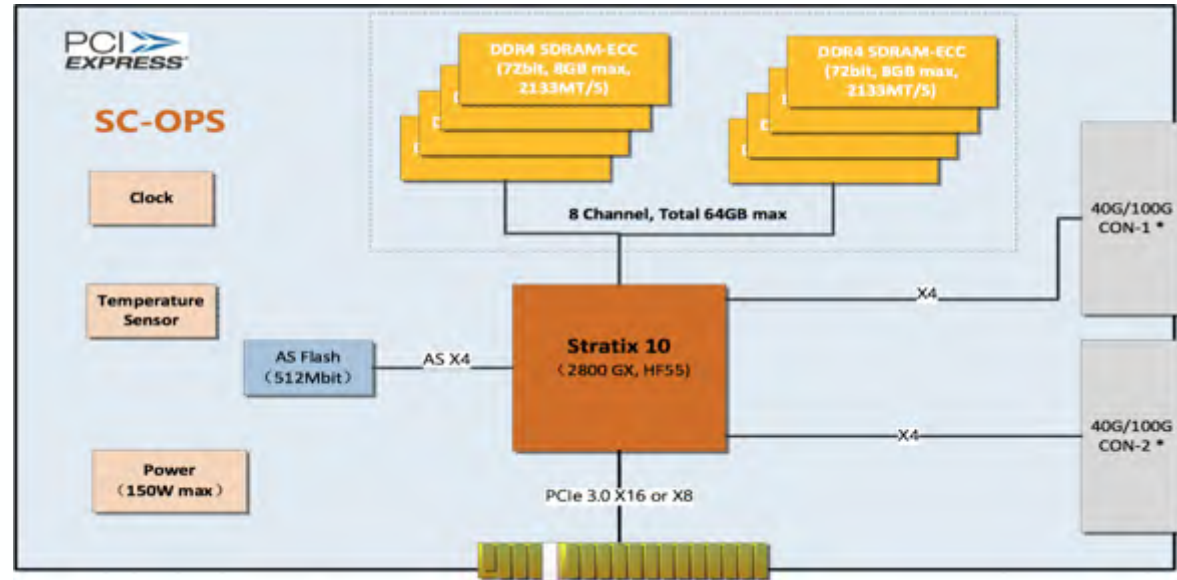 PCI
EXPRESS
SC-OPS
Clock
Temperature
Sensor
Power
(150W max)
DDR4 SDRAM-ECC
(72bit, 8GB max,
2133MT/S)
DDR4 SDRAM-ECC
(72bit, 8GB max,
2133MT/S)
8 Channel, Total 64GB max
AS Flash
(512Mbit)
AS X4
Stratix 10
(2800 GX, HF55)
X4
X4
40G/100G
CON-1 *
40G/100G
CON-2 *
PCIe 3.0 X16 or X8